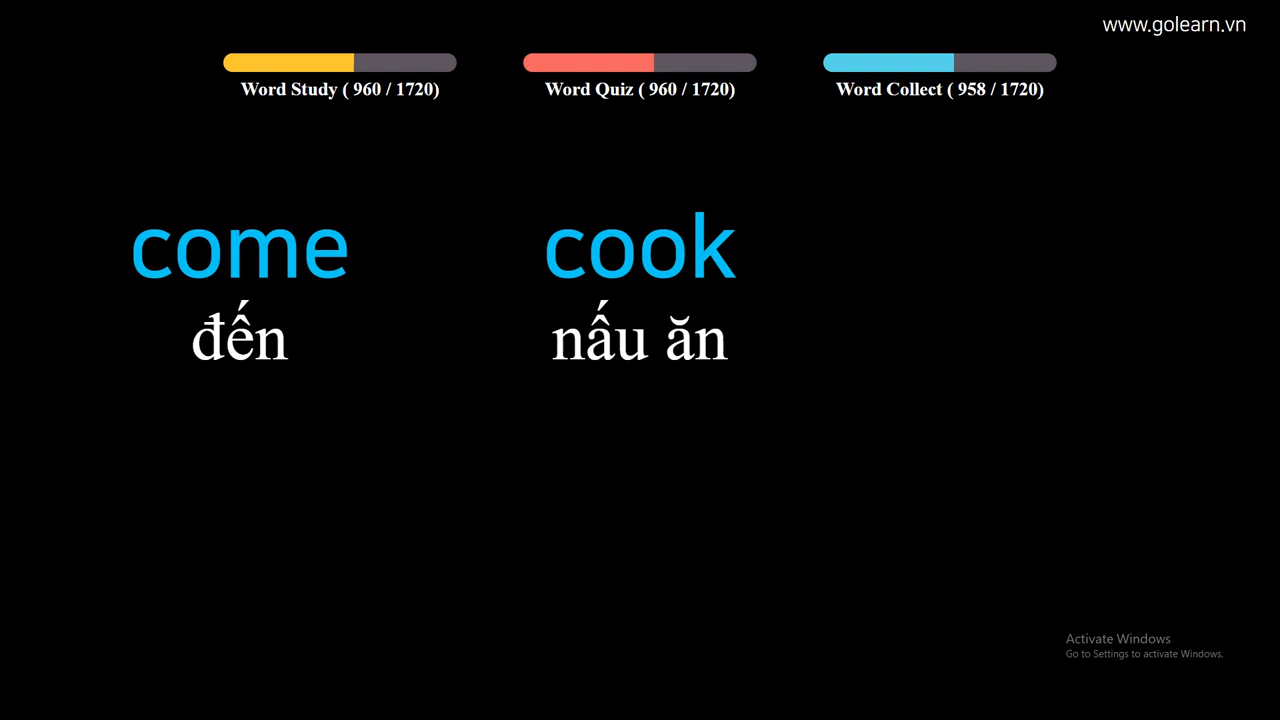 www.golearn.vn
Word Study ( 960 / 1720)
Word Quiz ( 960 / 1720)
Word Collect ( 958 / 1720)
come
cook
đến
nấu ăn
Activate Windows
Go to Settings to activate Windows.